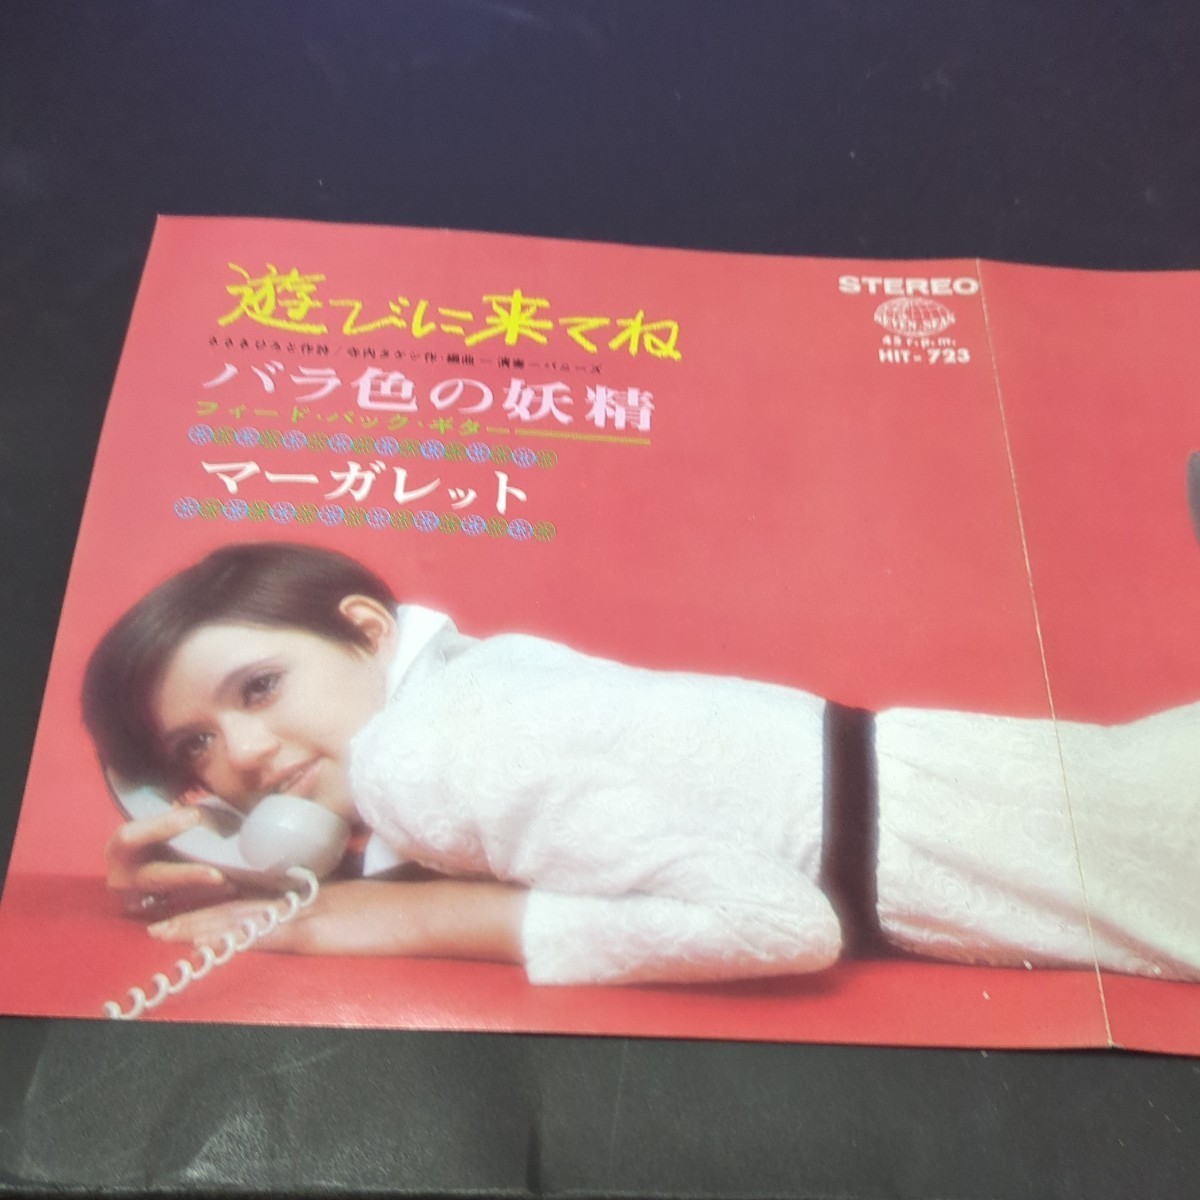 遊びに来てね
ささきひろと作詩/寺内タケシ作・編曲ー演奏ーバニーズ
バラ色の妖精
フィード・バック・ギター
マーガレット
STEREO
SEVEN SEAS
45 r.p.m.
HIT-723